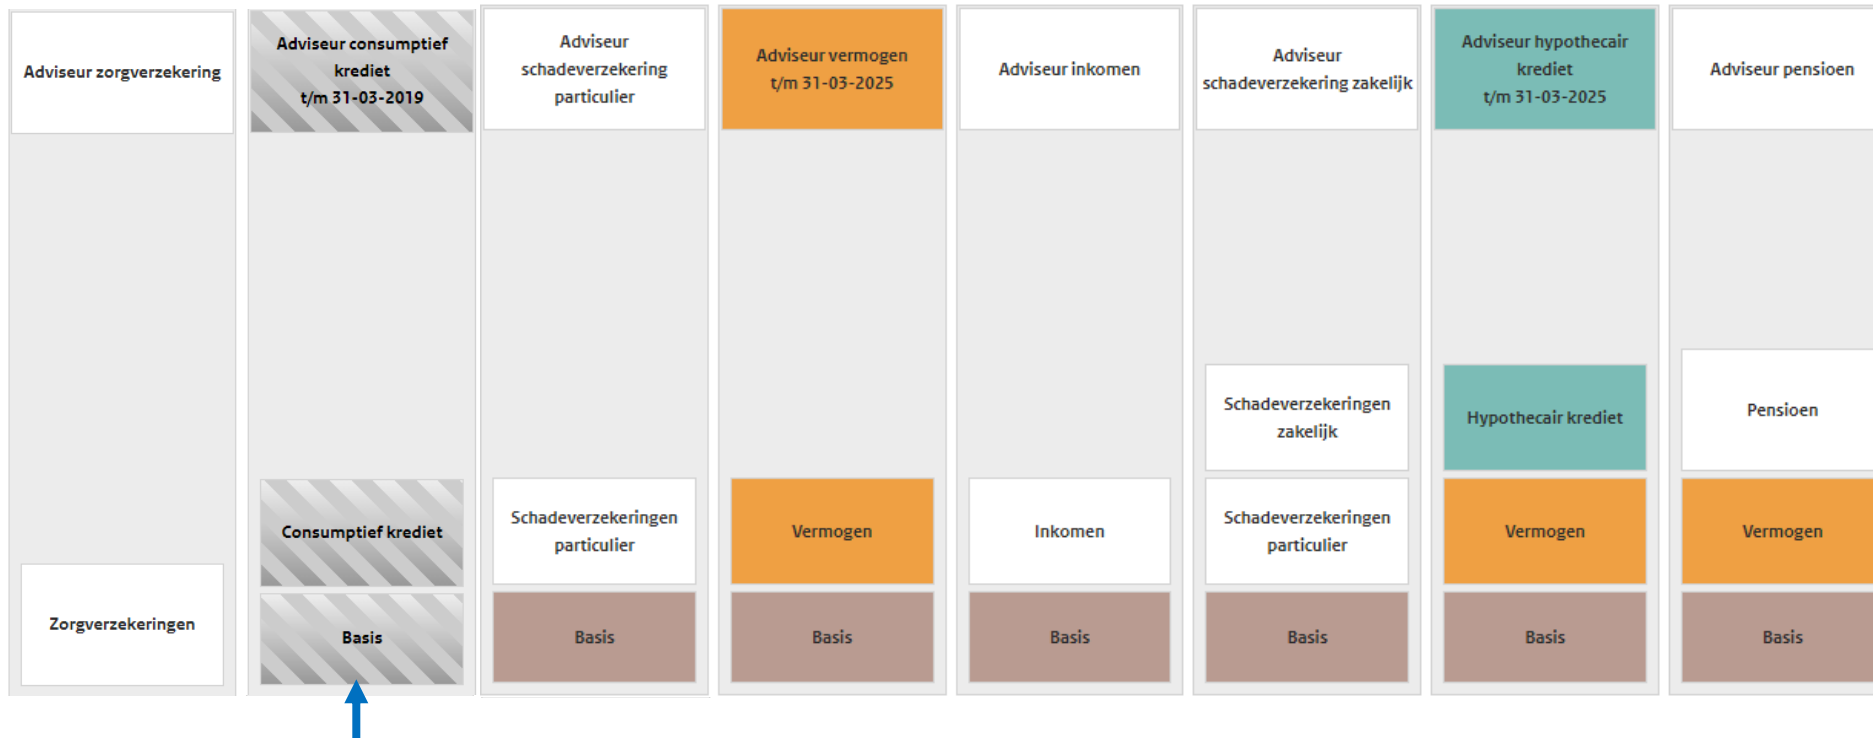 Adviseur zorgverzekering
Adviseur consumptief
krediet
t/m 31-03-2019
Adviseur
schadeverzekering
particulier
Adviseur vermogen
t/m 31-03-2025
Adviseur inkomen
Adviseur
schadeverzekering zakelijk
Adviseur hypothecair
krediet
t/m 31-03-2025
Adviseur pensioen
Schadeverzekeringen
zakelijk
Hypothecair krediet
Pensioen
Consumptief krediet
Schadeverzekeringen
particulier
Vermogen
Inkomen
Schadeverzekeringen
particulier
Vermogen
Vermogen
Zorgverzekeringen
Basis
Basis
Basis
Basis
Basis
Basis
Basis